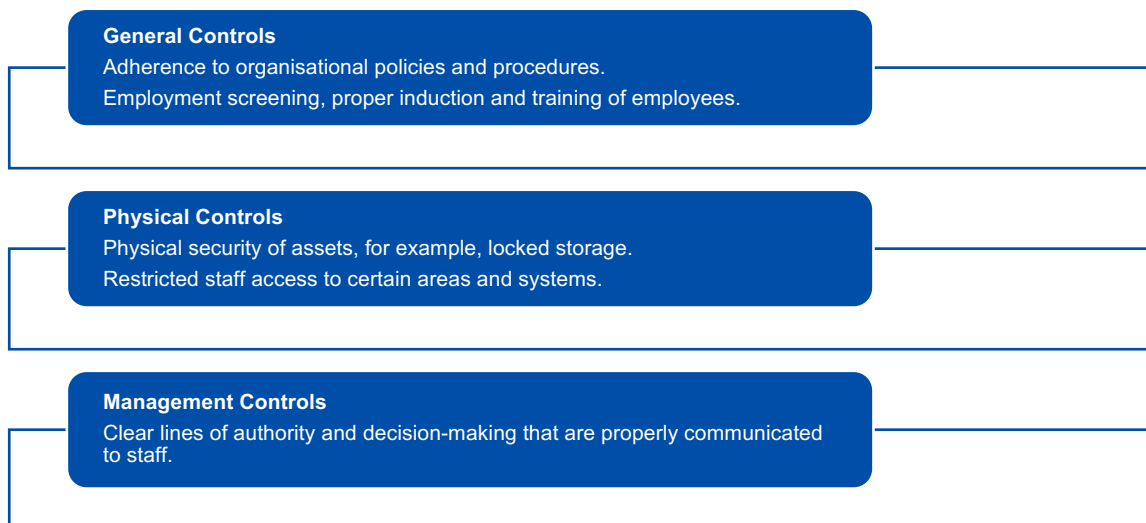 General Controls
Adherence to organisational policies and procedures.
Employment screening, proper induction and training of employees.
Physical Controls
Physical security of assets, for example, locked storage.
Restricted staff access to certain areas and systems.
Management Controls
Clear lines of authority and decision-making that are properly communicated
to staff.